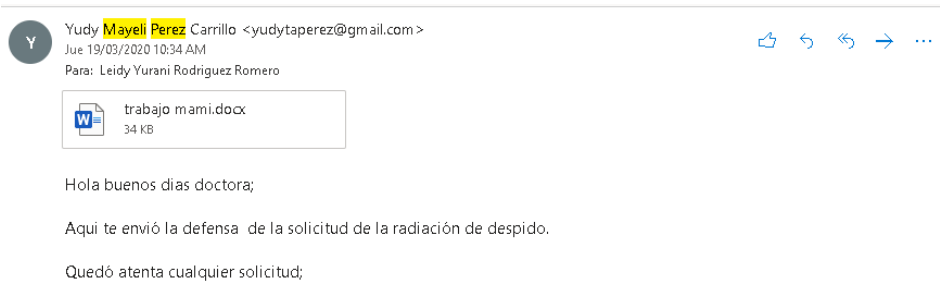 Y
Yudy Mayeli Perez Carrillo <yudytaperez@gmail.com>
Jue 19/03/2020 10:34 AM
Para: Leidy Yurani Rodriguez Romero
W
trabajo mami.docx
34 KB
Hola buenos dias doctora;
Aqui te envió la defensa de la solicitud de la radiación de despido.
Quedó atenta cualquier solicitud;